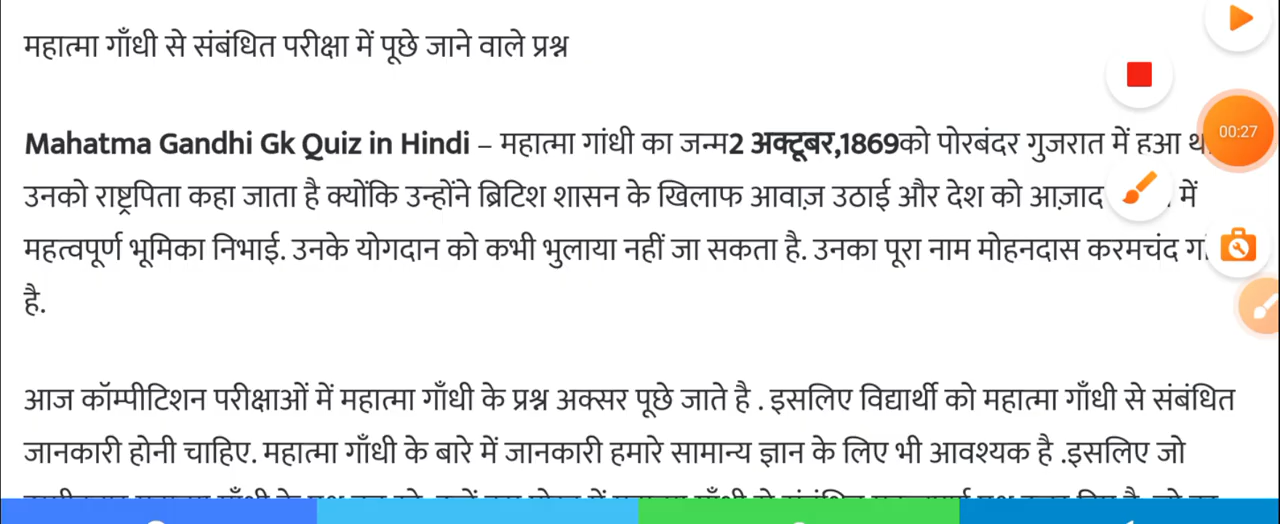 महात्मा गाँधी से संबंधित परीक्षा में पूछे जाने वाले प्रश्न
Mahatma Gandhi Gk Quiz in Hindi – महात्मा गांधी का जन्म2 अक्टूबर,1869को पोरबंदर गुजरात में हुआ
00:27
उनको राष्ट्रपिता कहा जाता है क्योंकि उन्होंने ब्रिटिश शासन के खिलाफ आवाज़ उठाई और देश को आज़ाद में
महत्वपूर्ण भूमिका निभाई. उनके योगदान को कभी भुलाया नहीं जा सकता है. उनका पूरा नाम मोहनदास करमचंद
है.
आज कॉम्पीटिशन परीक्षाओं में महात्मा गाँधी के प्रश्न अक्सर पूछे जाते है . इसलिए विद्यार्थी को महात्मा गाँधी से संबंधित
जानकारी होनी चाहिए. महात्मा गाँधी के बारे में जानकारी हमारे सामान्य ज्ञान के लिए भी आवश्यक है .इसलिए जो